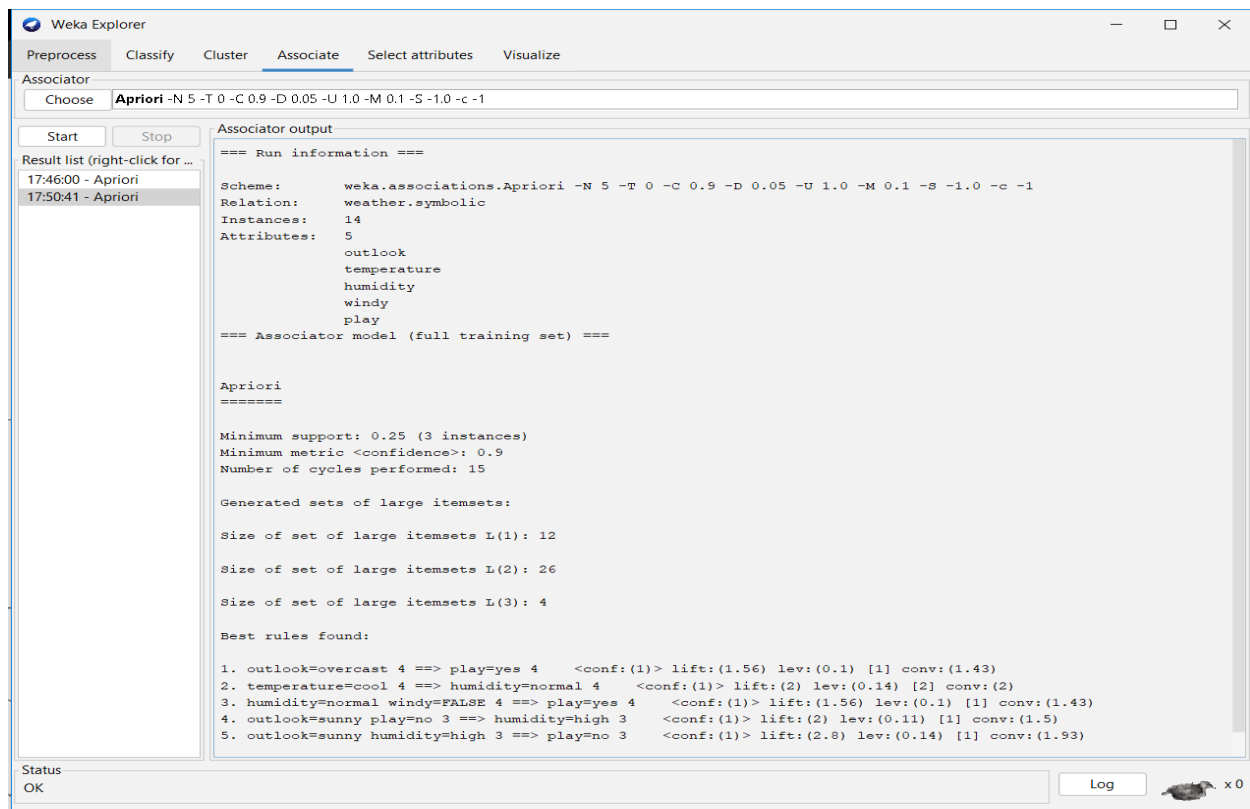 Weka Explorer
Preprocess Classify Cluster Associate Select attributes Visualize
Associator
Choose Apriori -N 5 -T 0 -C 0.9 -D 0.05 -U 1.0 -M 0.1 -S -1.0 -c -1
Start Stop
Result list (right-click for ...
17:46:00 - Apriori
17:50:41 - Apriori
Associator output
=== Run information ===
Scheme: weka.associations.Apriori -N 5 -T 0 -C 0.9 -D 0.05 -U 1.0 -M 0.1 -S -1.0 -c -1
Relation: weather.symbolic
Instances: 14
Attributes: 5
outlook
temperature
humidity
windy
play
=== Associator model (full training set) ===
Apriori
=======
Minimum support: 0.25 (3 instances)
Minimum metric <confidence>: 0.9
Number of cycles performed: 15
Generated sets of large itemsets:
Size of set of large itemsets L(1): 12
Size of set of large itemsets L(2): 26
Size of set of large itemsets L(3): 4
Best rules found:
1. outlook=overcast 4 ==> play=yes 4 <conf:(1)> lift:(1.56) lev:(0.1) [1] conv:(1.43)
2. temperature=cool 4 ==> humidity=normal 4 <conf:(1)> lift:(2) lev:(0.14) [2] conv:(2)
3. humidity=normal windy=FALSE 4 ==> play=yes 4 <conf:(1)> lift:(1.56) lev:(0.1) [1] conv:(1.43)
4. outlook=sunny play=no 3 ==> humidity=high 3 <conf:(1)> lift:(2) lev:(0.11) [1] conv:(1.5)
5. outlook=sunny humidity=high 3 ==> play=no 3 <conf:(1)> lift:(2.8) lev:(0.14) [1] conv:(1.93)
Status
OK
Log
x 0